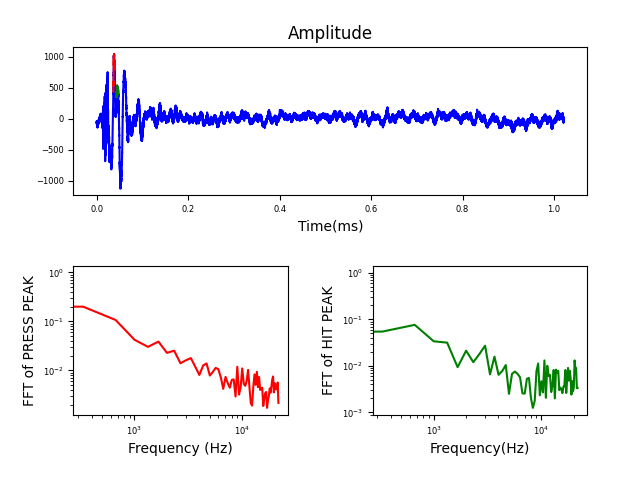 Amplitude
1000
500
0
−500
−1000
0.0 0.2 0.4 0.6 0.8 1.0
Time(ms)
FFT of PRESS PEAK
10⁰
10⁻¹
10⁻²
10³ 10⁴
Frequency (Hz)
FFT of HIT PEAK
10⁰
10⁻¹
10⁻²
10⁻³
10³ 10⁴
Frequency(Hz)